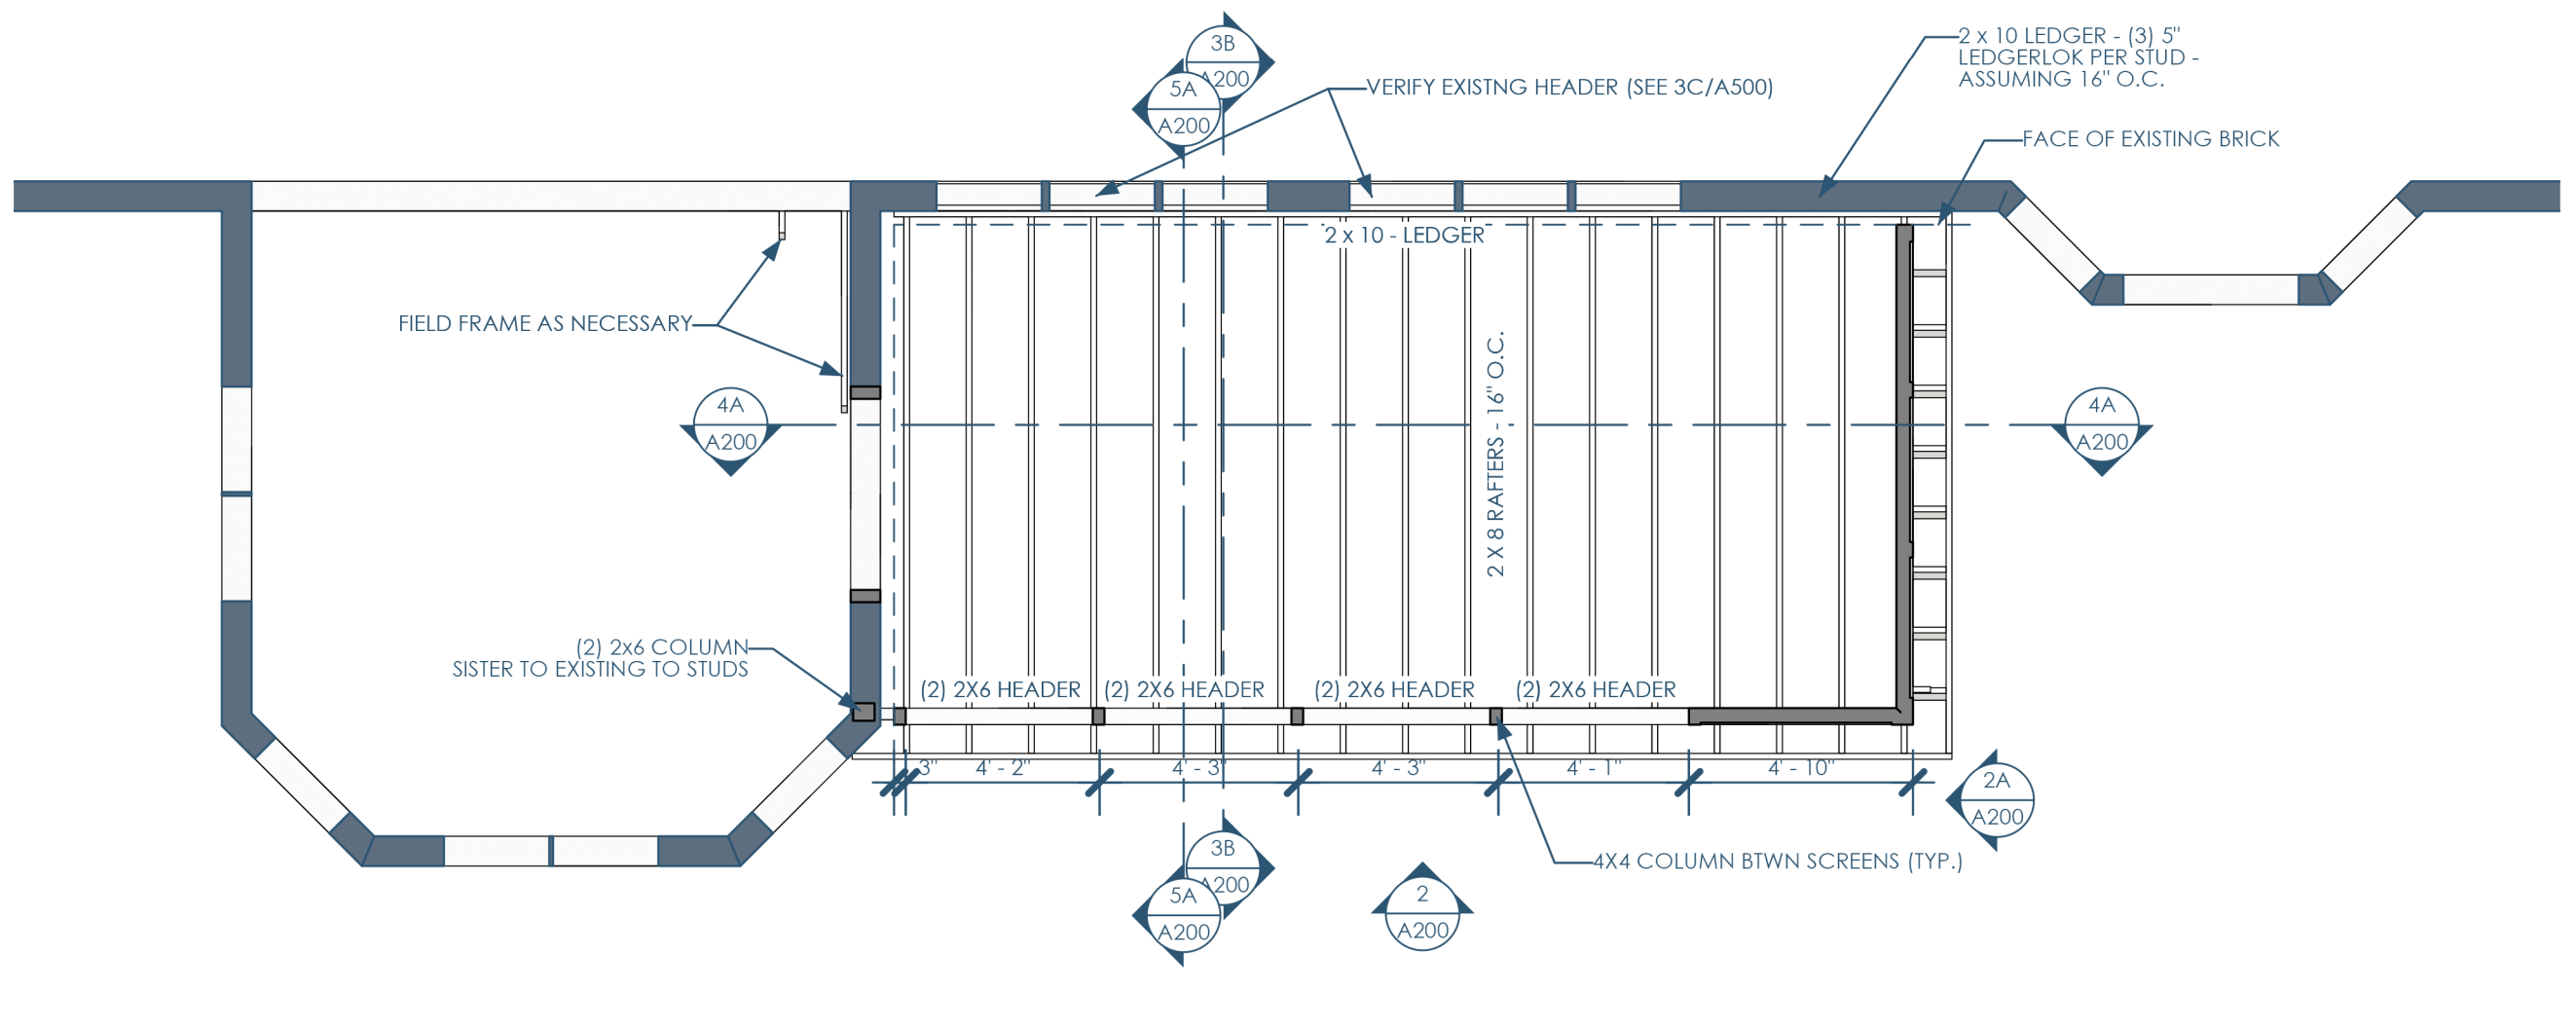 3B
A200
5A
A200
2 x 10 LEDGER - (3) 5"
LEDGERLOK PER STUD -
ASSUMING 16" O.C.
VERIFY EXISTNG HEADER (SEE 3C/A500)
FACE OF EXISTING BRICK
2 x 10 - LEDGER
FIELD FRAME AS NECESSARY
2 X 8 RAFTERS - 16" O.C.
4A
A200
4A
A200
(2) 2x6 COLUMN
SISTER TO EXISTING TO STUDS
(2) 2X6 HEADER
(2) 2X6 HEADER
(2) 2X6 HEADER
(2) 2X6 HEADER
3"
4' - 2"
4' - 3"
4' - 3"
4' - 1"
4' - 10"
2A
A200
3B
A200
5A
A200
2
A200
4X4 COLUMN BTWN SCREENS (TYP.)